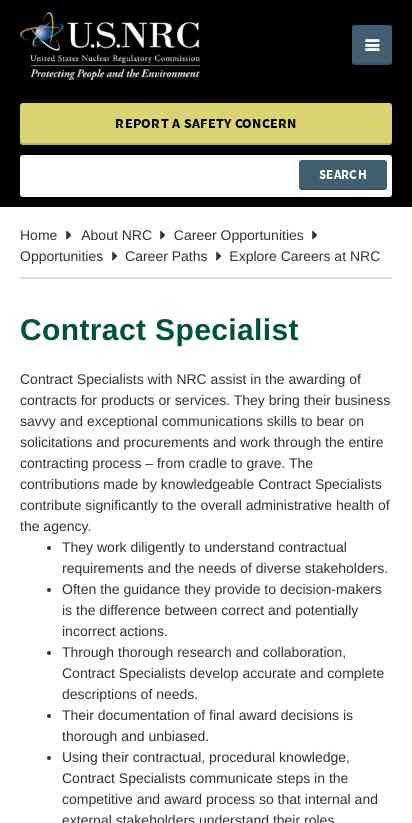 U.S.NRC
United States Nuclear Regulatory Commission
Protecting People and the Environment
REPORT A SAFETY CONCERN
SEARCH
Home About NRC Career Opportunities
Opportunities Career Paths Explore Careers at NRC
Contract Specialist
Contract Specialists with NRC assist in the awarding of
contracts for products or services. They bring their business
savvy and exceptional communications skills to bear on
solicitations and procurements and work through the entire
contracting process – from cradle to grave. The
contributions made by knowledgeable Contract Specialists
contribute significantly to the overall administrative health of
the agency.
• They work diligently to understand contractual
requirements and the needs of diverse stakeholders.
• Often the guidance they provide to decision-makers
is the difference between correct and potentially
incorrect actions.
• Through thorough research and collaboration,
Contract Specialists develop accurate and complete
descriptions of needs.
• Their documentation of final award decisions is
thorough and unbiased.
• Using their contractual, procedural knowledge,
Contract Specialists communicate steps in the
competitive and award process so that internal and
external stakeholders understand their roles